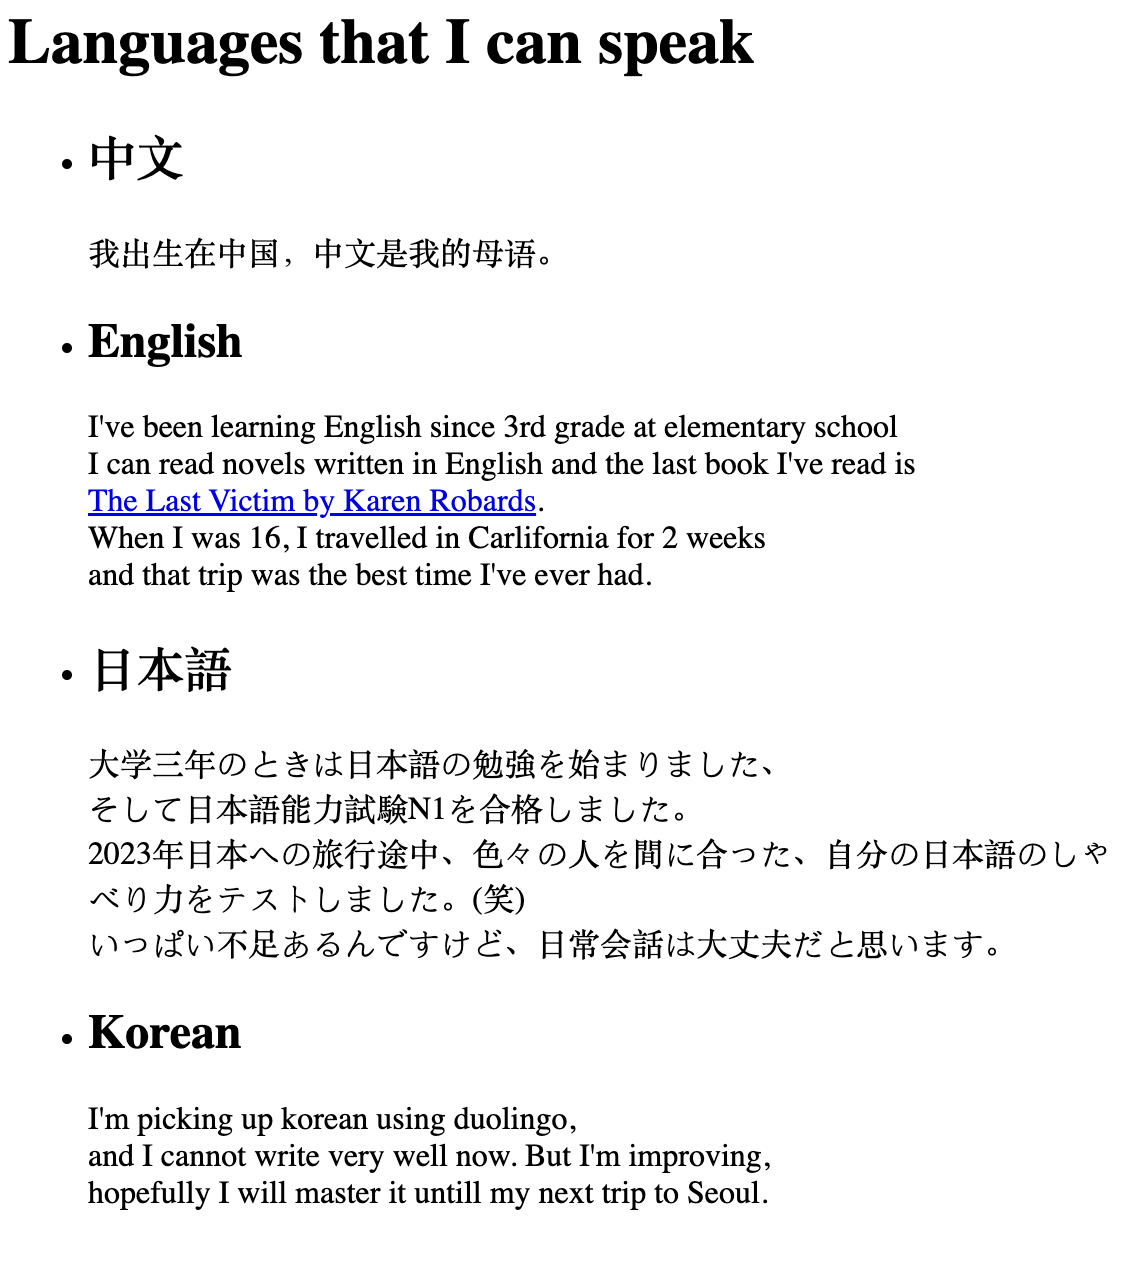 Languages that I can speak
中文
我出生在中国，中文是我的母语。
English
I've been learning English since 3rd grade at elementary school
I can read novels written in English and the last book I've read is
The Last Victim by Karen Robards.
When I was 16, I travelled in Carlifornia for 2 weeks
and that trip was the best time I've ever had.
日本語
大学三年のときは日本語の勉強を始まりました、
そして日本語能力試験N1を合格しました。
2023年日本への旅行途中、色々の人を間に合った、自分の日本語のしゃ
べり力をテストしました。(笑)
いっぱい不足あるんですけど、日常会話は大丈夫だと思います。
Korean
I'm picking up korean using duolingo,
and I cannot write very well now. But I'm improving,
hopefully I will master it untill my next trip to Seoul.